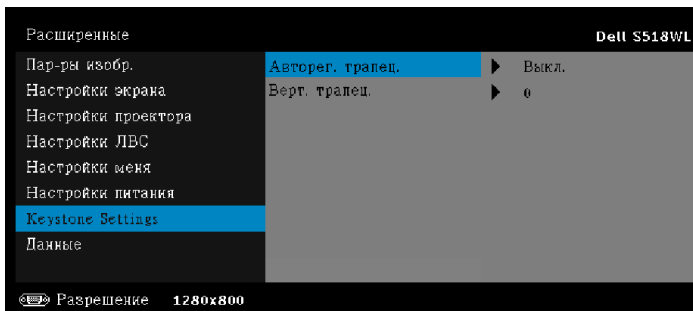 Расширенные Dell S518WL
Пар-ры изобр. Авторег. трапец. Выкл.
Настройки экрана Верт. трапец. 0
Настройки проектора
Настройки ЛВС
Настройки меня
Настройки питания
Keystone Settings
Данные
Разрешение 1280x800